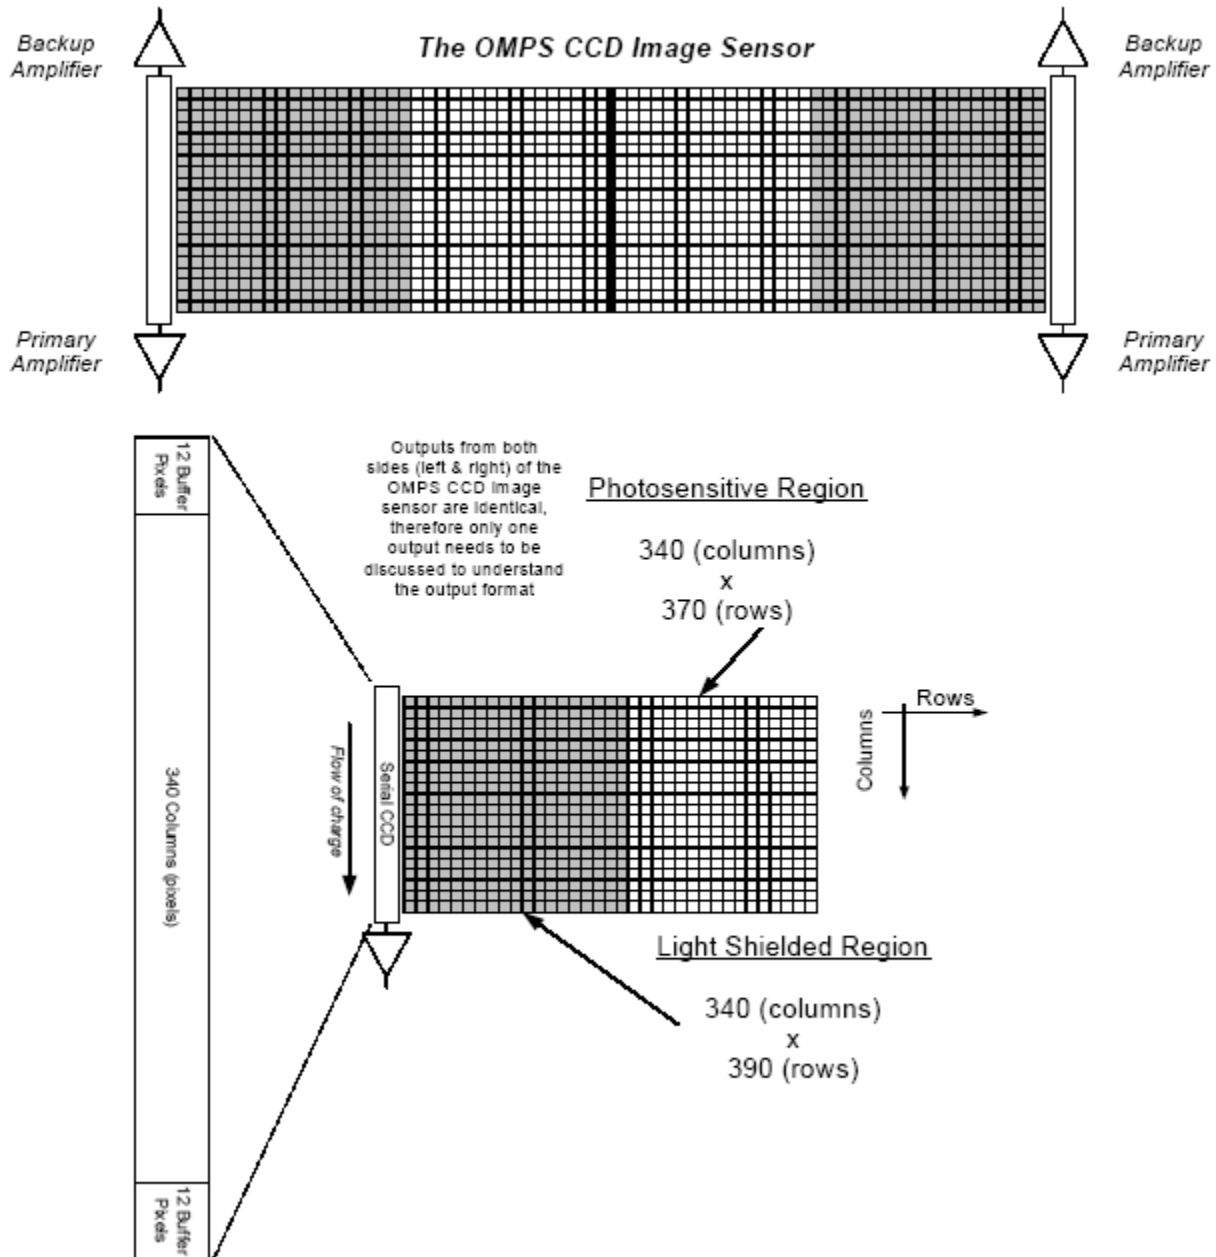 The OMPS CCD Image Sensor
Backup
Amplifier
Backup
Amplifier
Primary
Amplifier
Primary
Amplifier
12 Buffer
Pixels
340 Columns (pixels)
12 Buffer
Pixels
Outputs from both
sides (left & right) of the
OMPS CCD image
sensor are identical,
therefore only one
output needs to be
discussed to understand
the output format
Photosensitive Region
340 (columns)
x
370 (rows)
Flow of charge
Serial CCD
Rows
Columns
Light Shielded Region
340 (columns)
x
390 (rows)